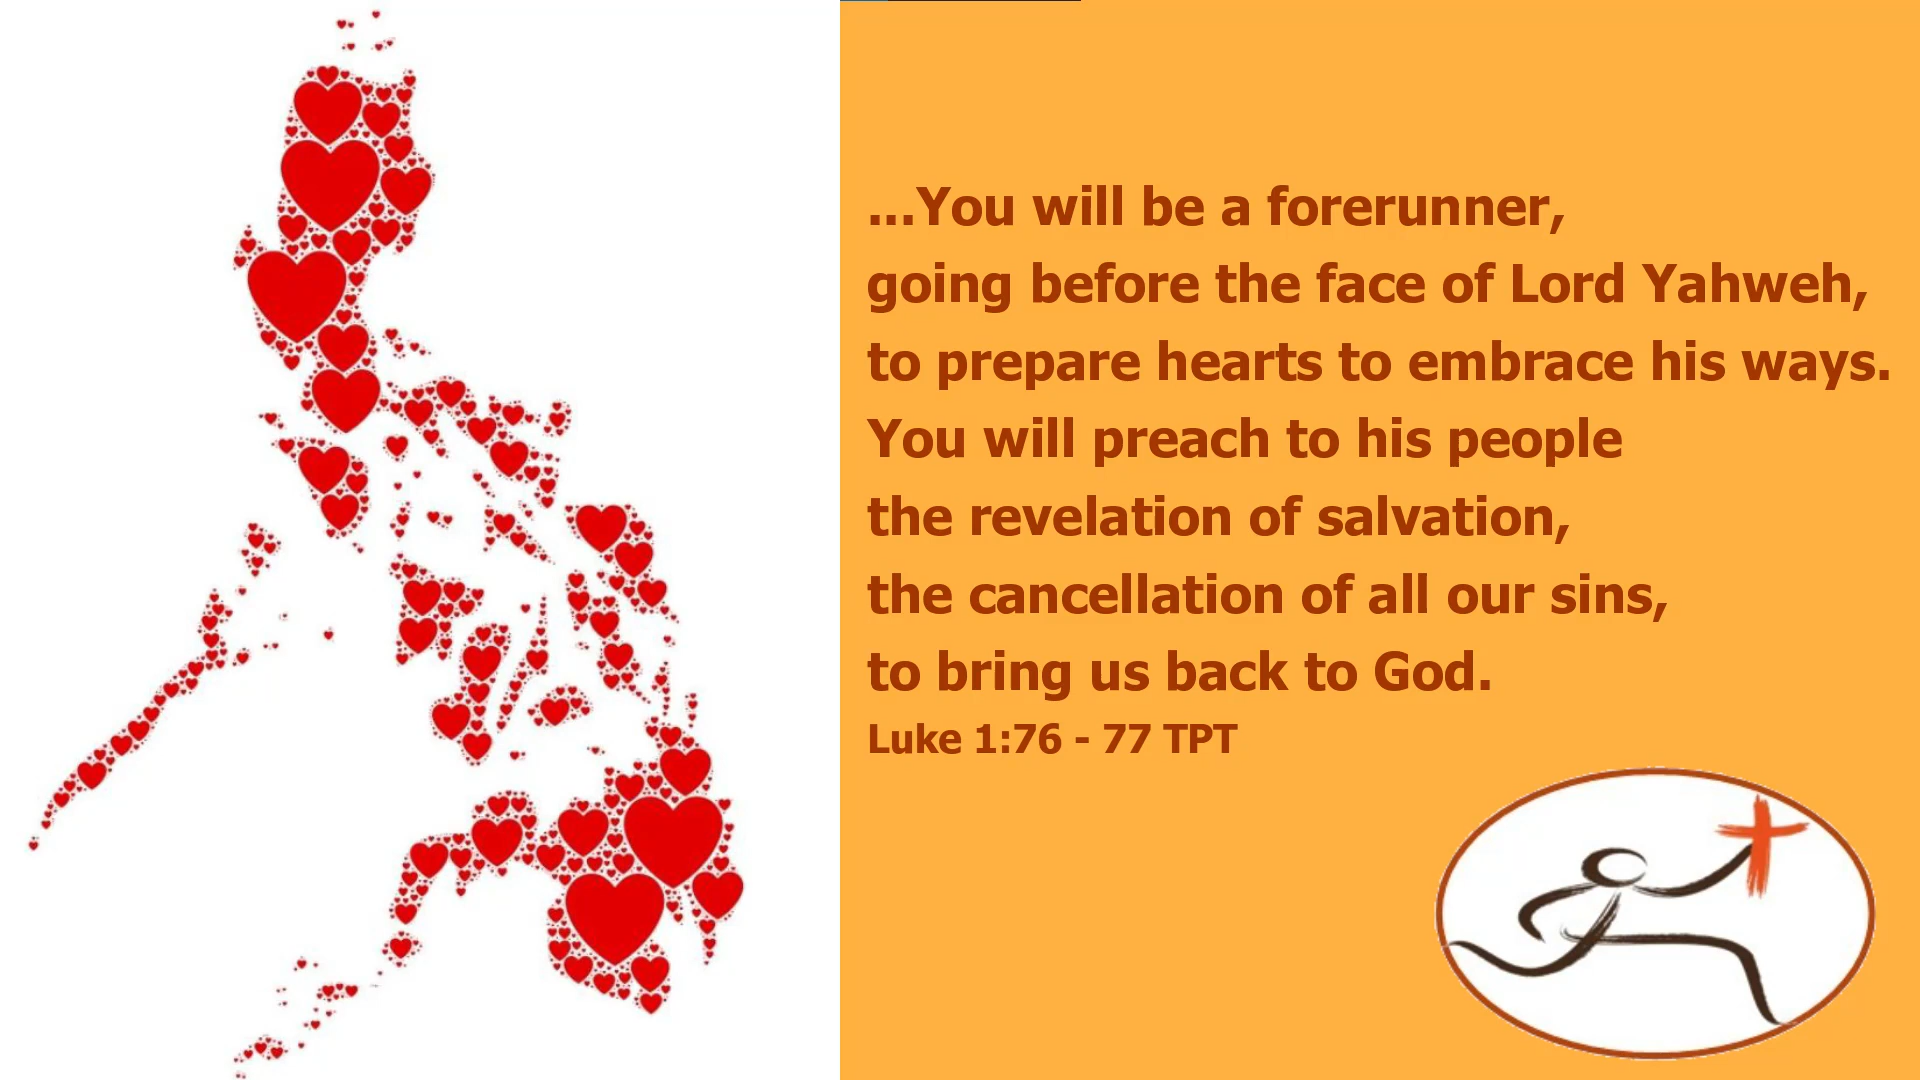 ...You will be a forerunner,
going before the face of Lord Yahweh,
to prepare hearts to embrace his ways.
You will preach to his people
the revelation of salvation,
the cancellation of all our sins,
to bring us back to God.
Luke 1:76 - 77 TPT